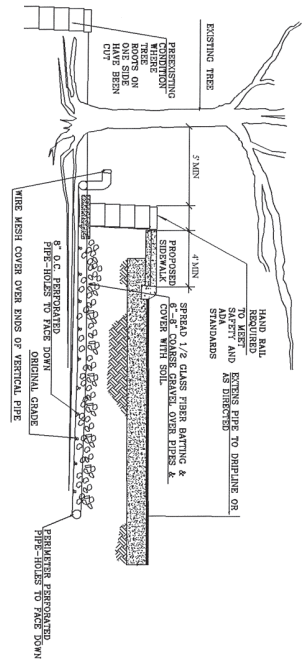 EXISTING TREE
PREEXISTING
CONDITION
WHERE
TREE
ROOTS ON
ONE SIDE
HAVE BEEN
CUT
5' MIN
4' MIN
HAND RAIL
REQUIRED
TO MEET
SAFETY AND
ADA
STANDARDS
PROPOSED
SIDEWALK
EXTENS PIPE TO DRIPLINE OR
AS DIRECTED
SPREAD 1/2 GLASS FIBER BATTING &
6"-8" COARSE GRAVEL OVER PIPES &
COVER WITH SOIL
WIRE MESH COVER OVER ENDS OF VERTICAL PIPE
8" O.C. PERFORATED
PIPE-HOLES TO FACE DOWN
ORIGINAL GRADE
PERIMETER PERFORATED
PIPE-HOLES TO FACE DOWN